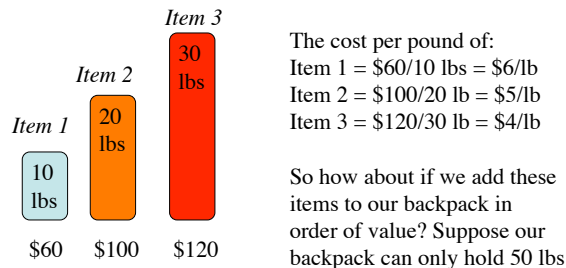 Item 3
30
lbs
Item 2
20
lbs
Item 1
10
lbs
$60 $100 $120
The cost per pound of:
Item 1 = $60/10 lbs = $6/lb
Item 2 = $100/20 lb = $5/lb
Item 3 = $120/30 lb = $4/lb
So how about if we add these
items to our backpack in
order of value? Suppose our
backpack can only hold 50 lbs